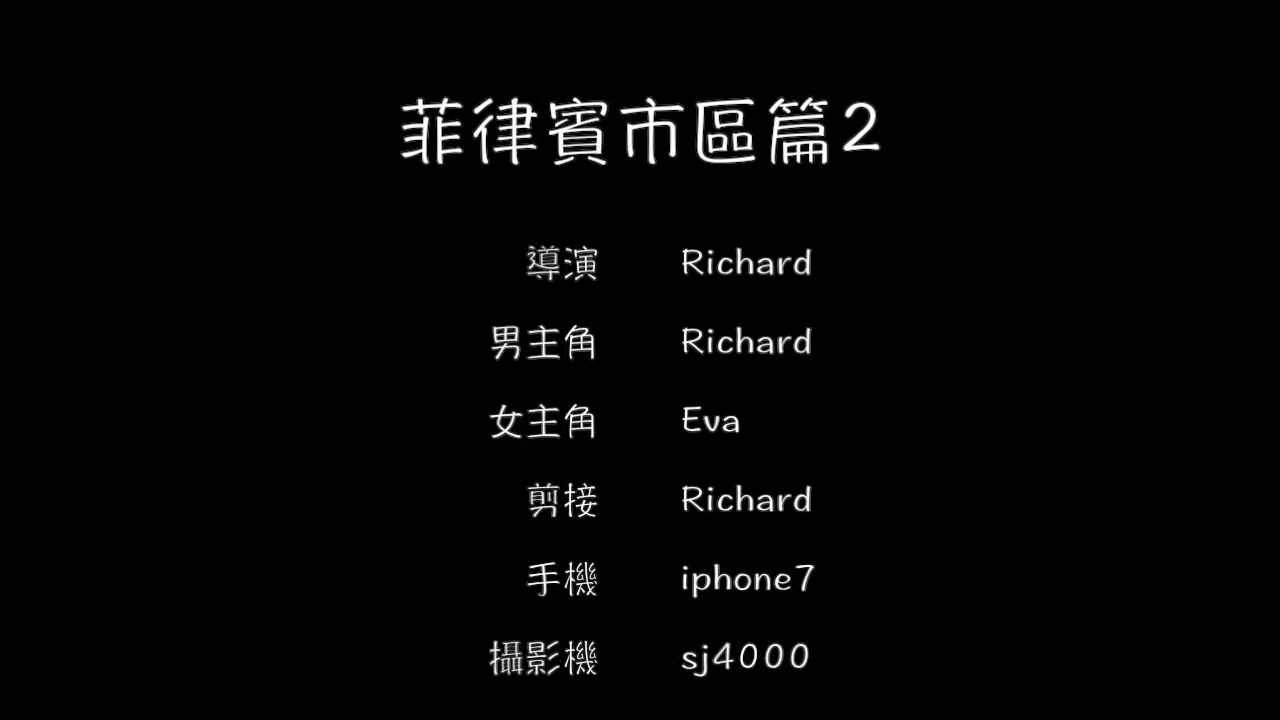 菲律賓市區篇2
導演 Richard
男主角 Richard
女主角 Eva
剪接 Richard
手機 iphone7
攝影機 sj4000